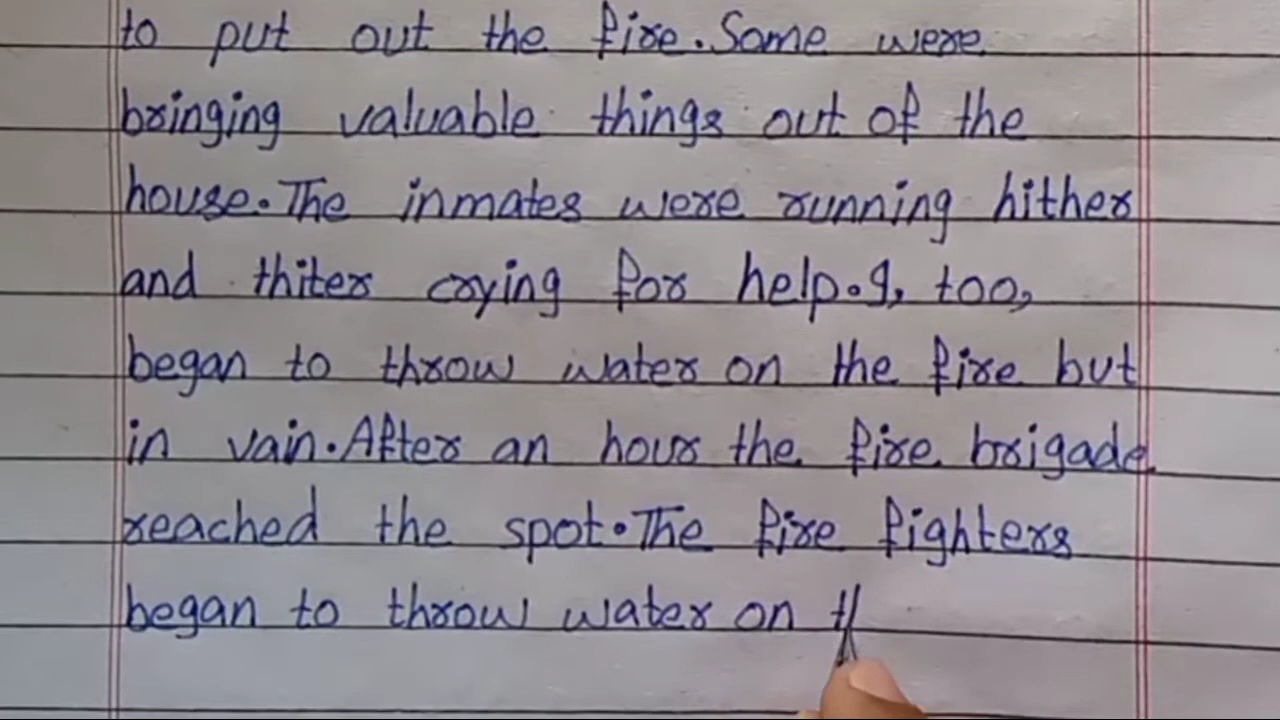 to put out the fire. Some were
bringing valuable things out of the
house. The inmates were running hither
and thiter crying for help. I, too,
began to throw water on the fire but
in vain. After an hour the fire brigade
reached the spot. The fire fighters
began to throw water on